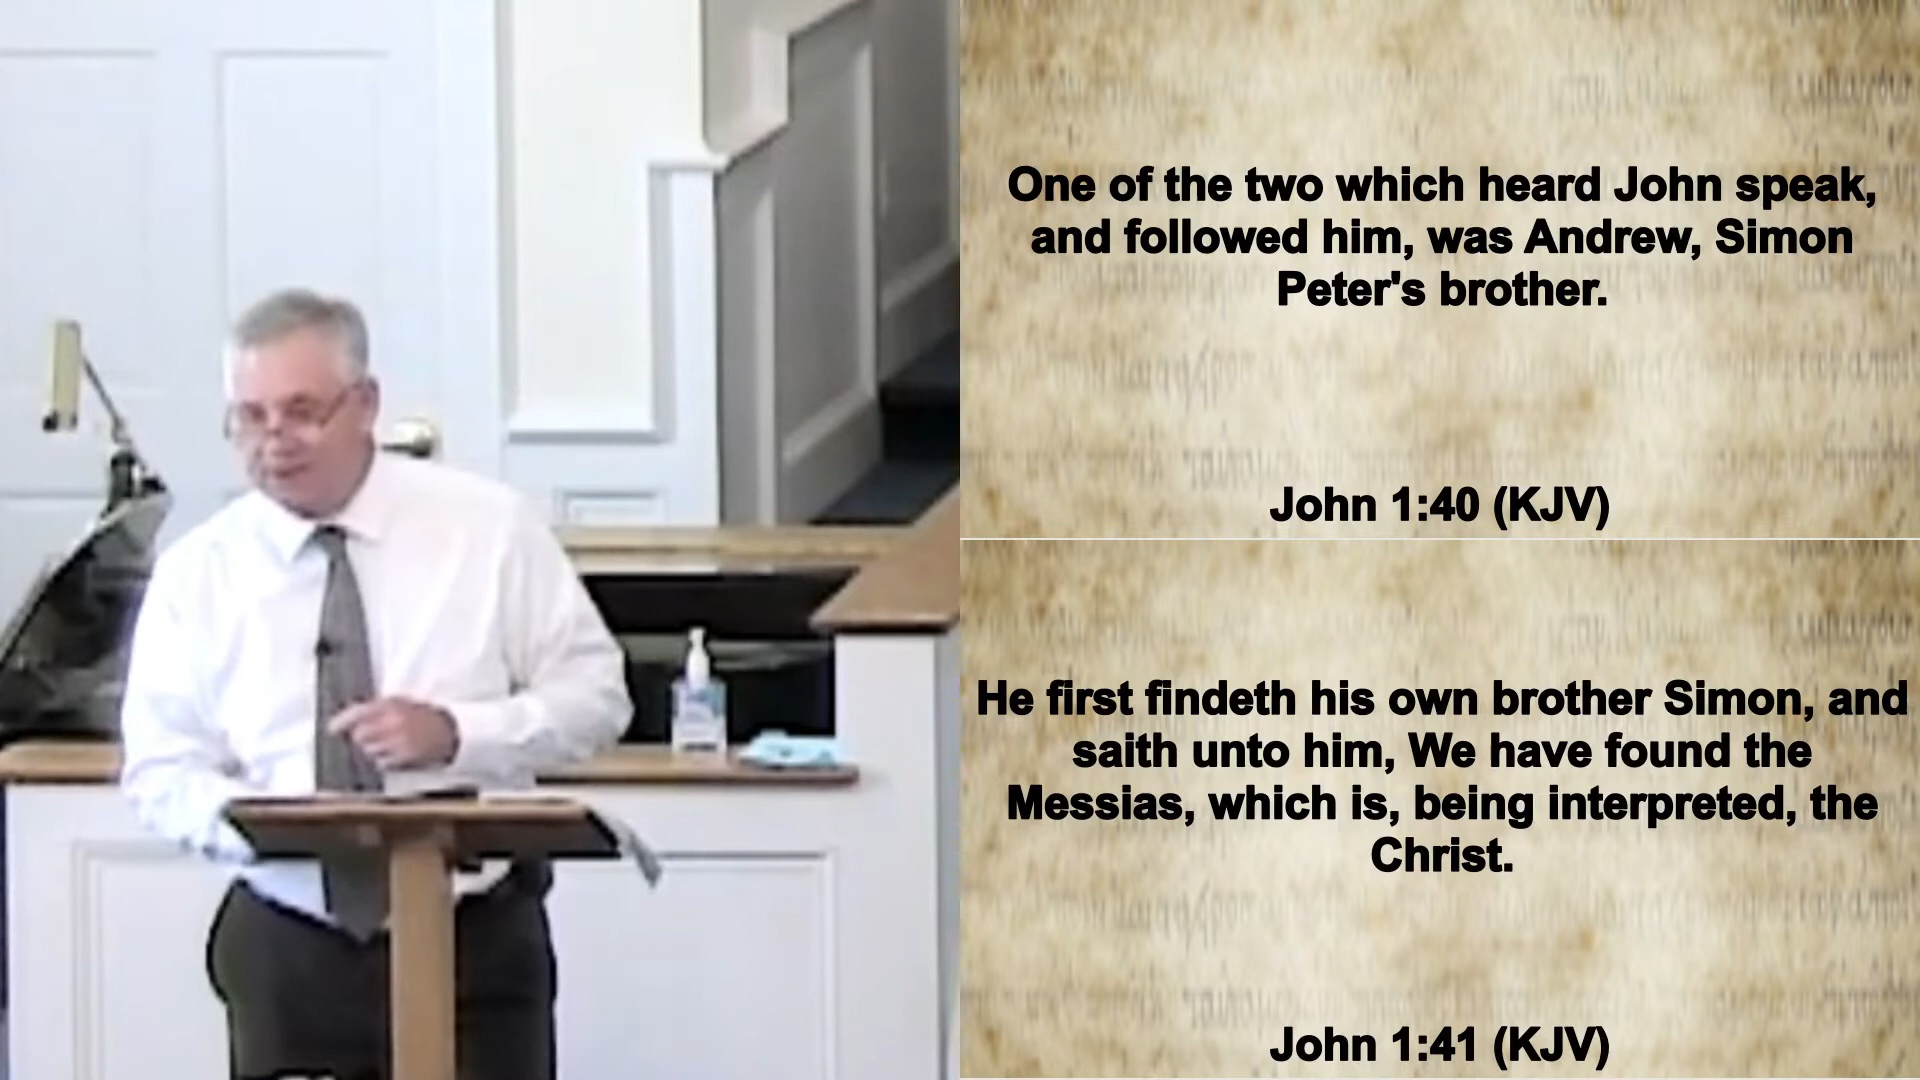 One of the two which heard John speak,
and followed him, was Andrew, Simon
Peter's brother.
John 1:40 (KJV)
He first findeth his own brother Simon, and
saith unto him, We have found the
Messias, which is, being interpreted, the
Christ.
John 1:41 (KJV)